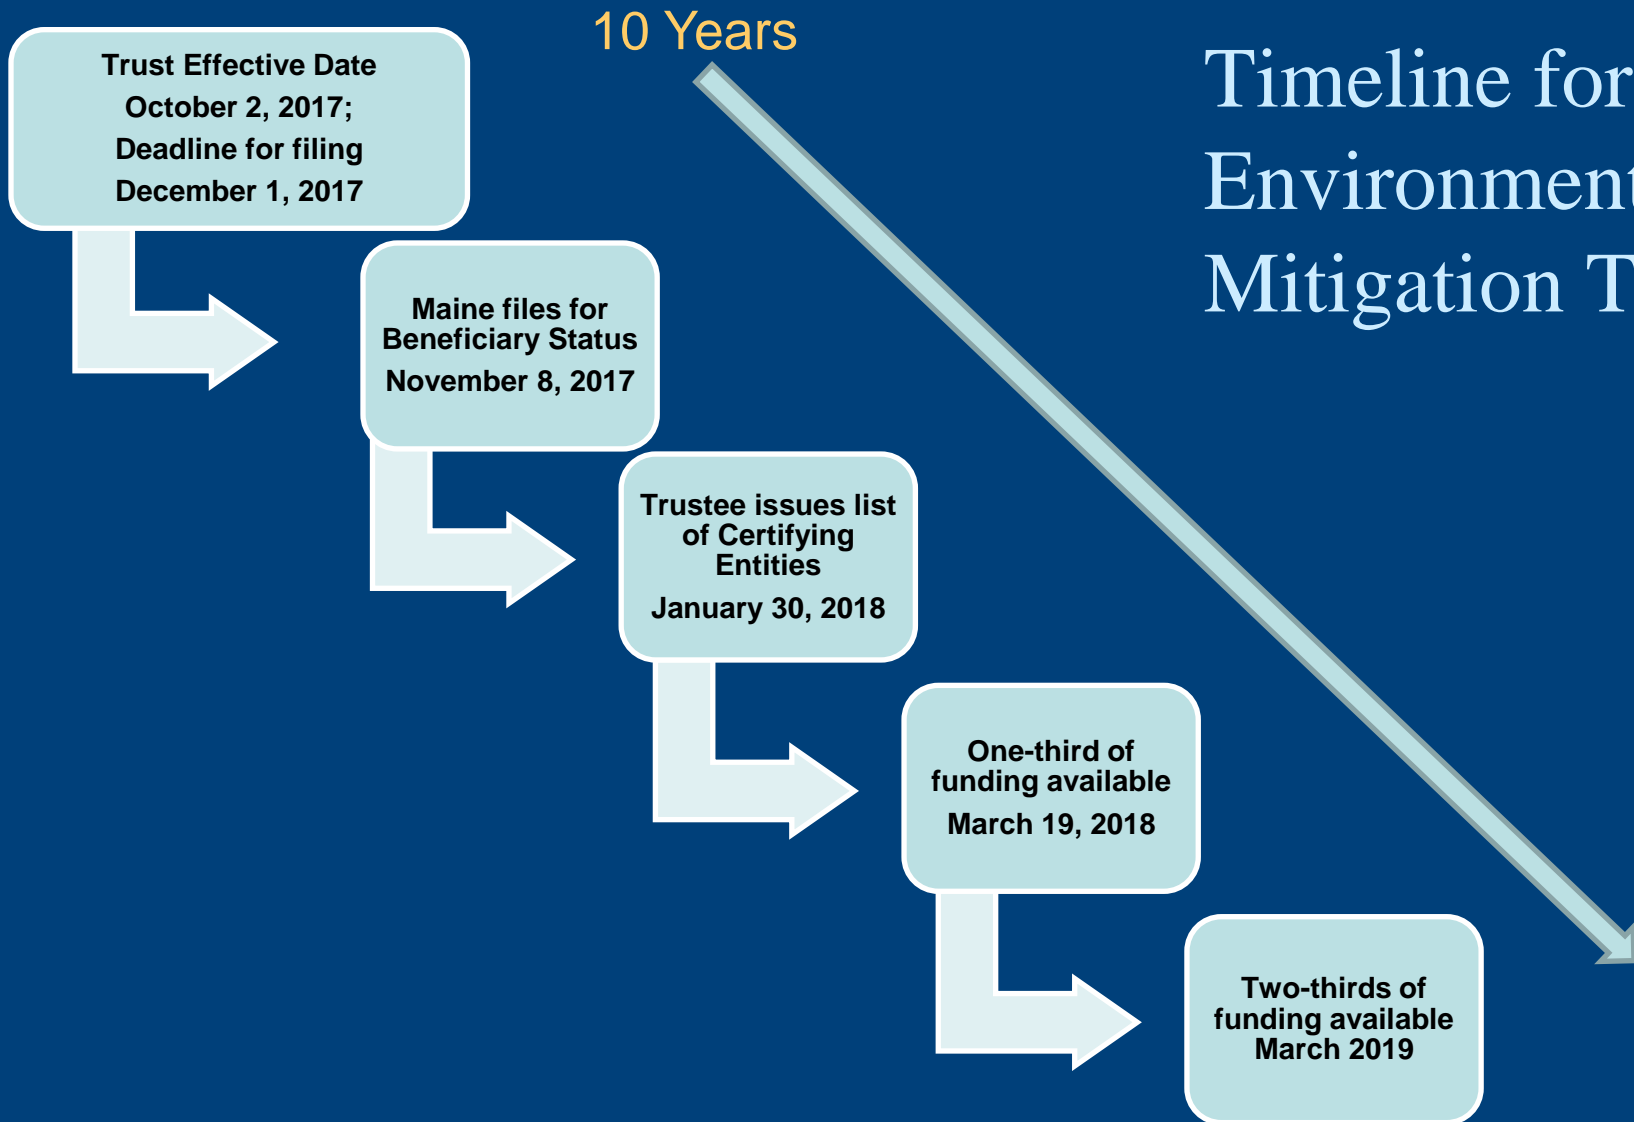 10 Years
Timeline for
Environment
Mitigation T
Trust Effective Date
October 2, 2017;
Deadline for filing
December 1, 2017
Maine files for
Beneficiary Status
November 8, 2017
Trustee issues list
of Certifying
Entities
January 30, 2018
One-third of
funding available
March 19, 2018
Two-thirds of
funding available
March 2019